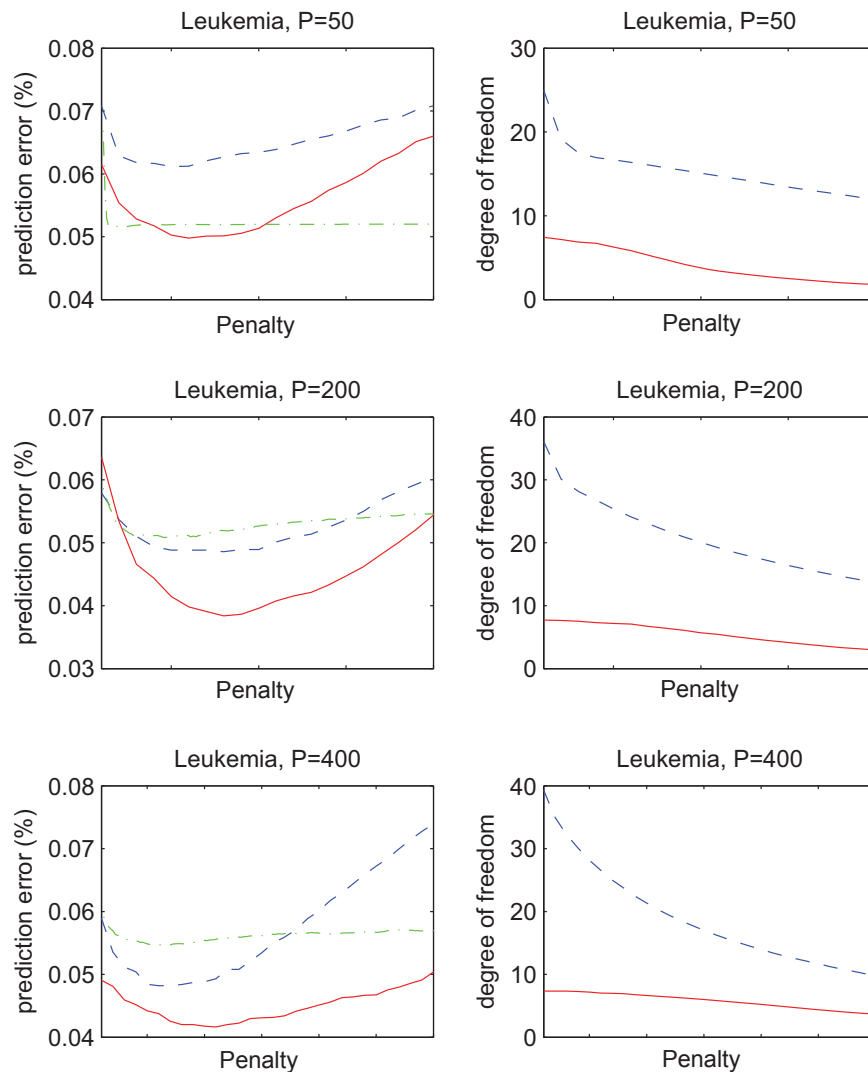 Leukemia, P=50
0.08
0.07
0.06
0.05
0.04
prediction error (%)
Penalty
Leukemia, P=50
30
20
10
0
degree of freedom
Penalty
Leukemia, P=200
0.07
0.06
0.05
0.04
0.03
prediction error (%)
Penalty
Leukemia, P=200
40
30
20
10
0
degree of freedom
Penalty
Leukemia, P=400
0.08
0.07
0.06
0.05
0.04
prediction error (%)
Penalty
Leukemia, P=400
40
30
20
10
0
degree of freedom
Penalty